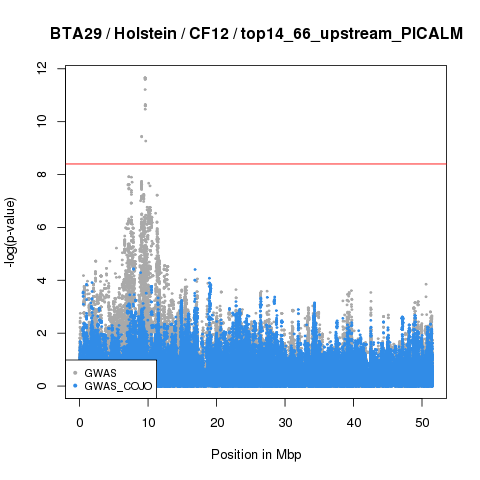 BTA29 / Holstein / CF12 / top14_66_upstream_PICALM
-log(p-value)
12
10
8
6
4
2
0
GWAS
GWAS_COJO
0 10 20 30 40 50
Position in Mbp